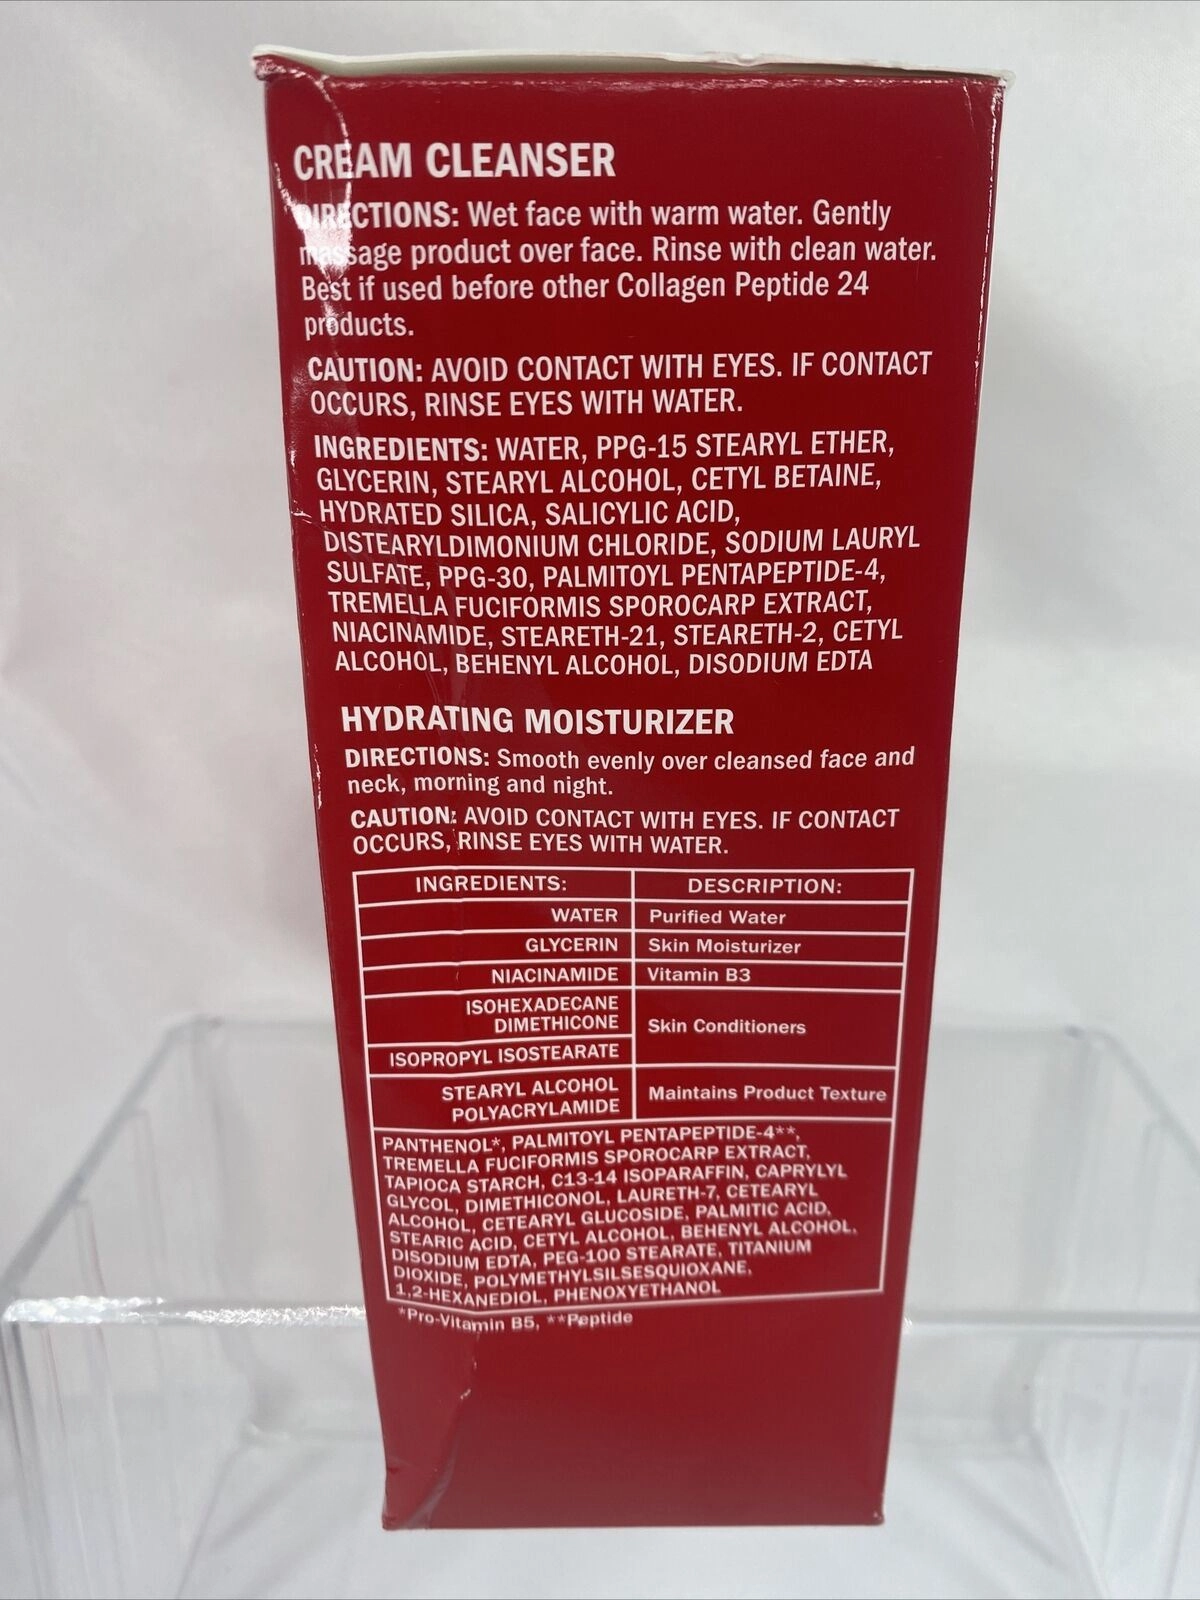 CREAM CLEANSER
DIRECTIONS: Wet face with warm water. Gently
massage product over face. Rinse with clean water.
Best if used before other Collagen Peptide 24
products.
CAUTION: AVOID CONTACT WITH EYES. IF CONTACT
OCCURS, RINSE EYES WITH WATER.
INGREDIENTS: WATER, PPG-15 STEARYL ETHER,
GLYCERIN, STEARYL ALCOHOL, CETYL BETAINE,
HYDRATED SILICA, SALICYLIC ACID,
DISTEARYLDIMONIUM CHLORIDE, SODIUM LAURYL
SULFATE, PPG-30, PALMITOYL PENTAPEPTIDE-4,
TREMELLA FUCIFORMIS SPOROCARP EXTRACT,
NIACINAMIDE, STEARETH-21, STEARETH-2, CETYL
ALCOHOL, BEHENYL ALCOHOL, DISODIUM EDTA
HYDRATING MOISTURIZER
DIRECTIONS: Smooth evenly over cleansed face and
neck, morning and night.
CAUTION: AVOID CONTACT WITH EYES. IF CONTACT
OCCURS, RINSE EYES WITH WATER.
INGREDIENTS: DESCRIPTION:
WATER Purified Water
GLYCERIN Skin Moisturizer
NIACINAMIDE Vitamin B3
ISOHEXADECANE
DIMETHICONE Skin Conditioners
ISOPROPYL ISOSTEARATE
STEARYL ALCOHOL Maintains Product Texture
POLYACRYLAMIDE
PANTHENOL*, PALMITOYL PENTAPEPTIDE-4**,
TREMELLA FUCIFORMIS SPOROCARP EXTRACT,
TAPIOCA STARCH, C13-14 ISOPARAFFIN, CAPRYLYL
GLYCOL, DIMETHICONOL, LAURETH-7, CETEARYL
ALCOHOL, CETEARYL GLUCOSIDE, PALMITIC ACID,
STEARIC ACID, CETYL ALCOHOL, BEHENYL ALCOHOL,
DISODIUM EDTA, PEG-100 STEARATE, TITANIUM
DIOXIDE, POLYMETHYLSILSESQUIOXANE,
1,2-HEXANEDIOL, PHENOXYETHANOL
*Pro-Vitamin B5, **Peptide